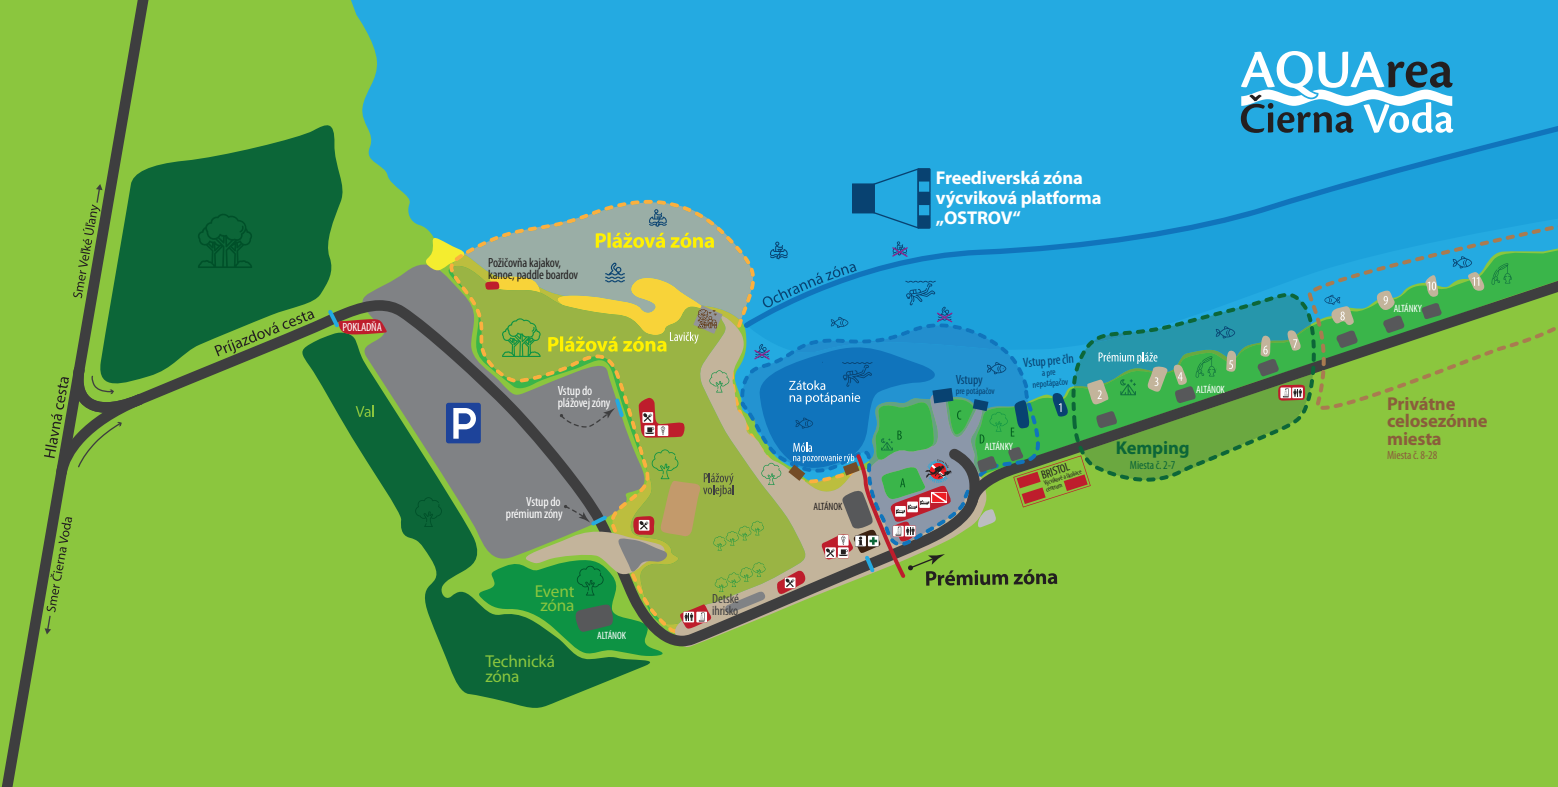 AQUArea
Čierna Voda
Freediverská zóna
výcviková platforma
„OSTROV“
Smer Veľké Úľany
Hlavná cesta
Smer Čierna Voda
Príjazdová cesta
POKLADŇA
Val
P
Plážová zóna
Požičovňa kajakov,
kanoe, paddle boardov
Plážová zóna
Lavičky
Vstup do
plážovej zóny
Vstup do
prémium zóny
Plážový
volejbal
Detské
ihrisko
Event
zóna
ALTÁNOK
Technická
zóna
Ochranná zóna
Zátoka
na potápanie
Móla
na pozorovanie rýb
ALTÁNOK
Vstupy
pre potápačov
Vstup pre čln
a pre
nepotápačov
A
B
C
D
E
ALTÁNKY
1
Prémium pláže
2
3
4
5
6
7
ALTÁNOK
8
9
10
11
ALTÁNKY
BRISTOL
Výcvikové a školiace
centrum
Kemping
Miesta č. 2-7
Privátne
celosezónne
miesta
Miesta č. 8-28
Prémium zóna